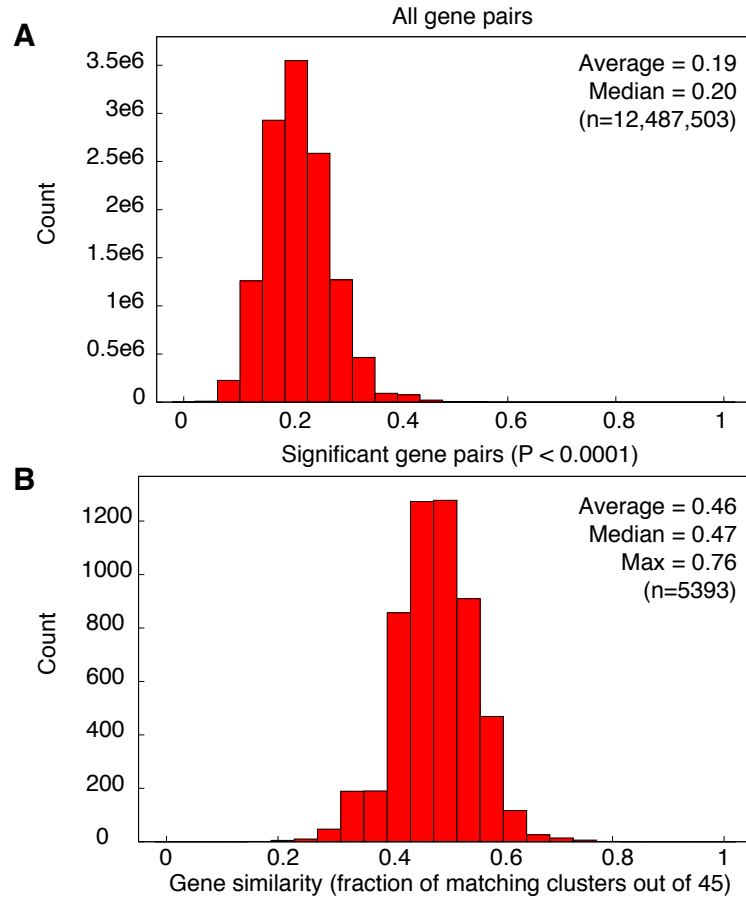 A
All gene pairs
Average = 0.19
Median = 0.20
(n=12,487,503)
Count
3.5e6
3e6
2.5e6
2e6
1.5e6
1e6
0.5e6
0
0 0.2 0.4 0.6 0.8 1
Significant gene pairs (P < 0.0001)
B
Average = 0.46
Median = 0.47
Max = 0.76
(n=5393)
Count
1200
1000
800
600
400
200
0
0 0.2 0.4 0.6 0.8 1
Gene similarity (fraction of matching clusters out of 45)